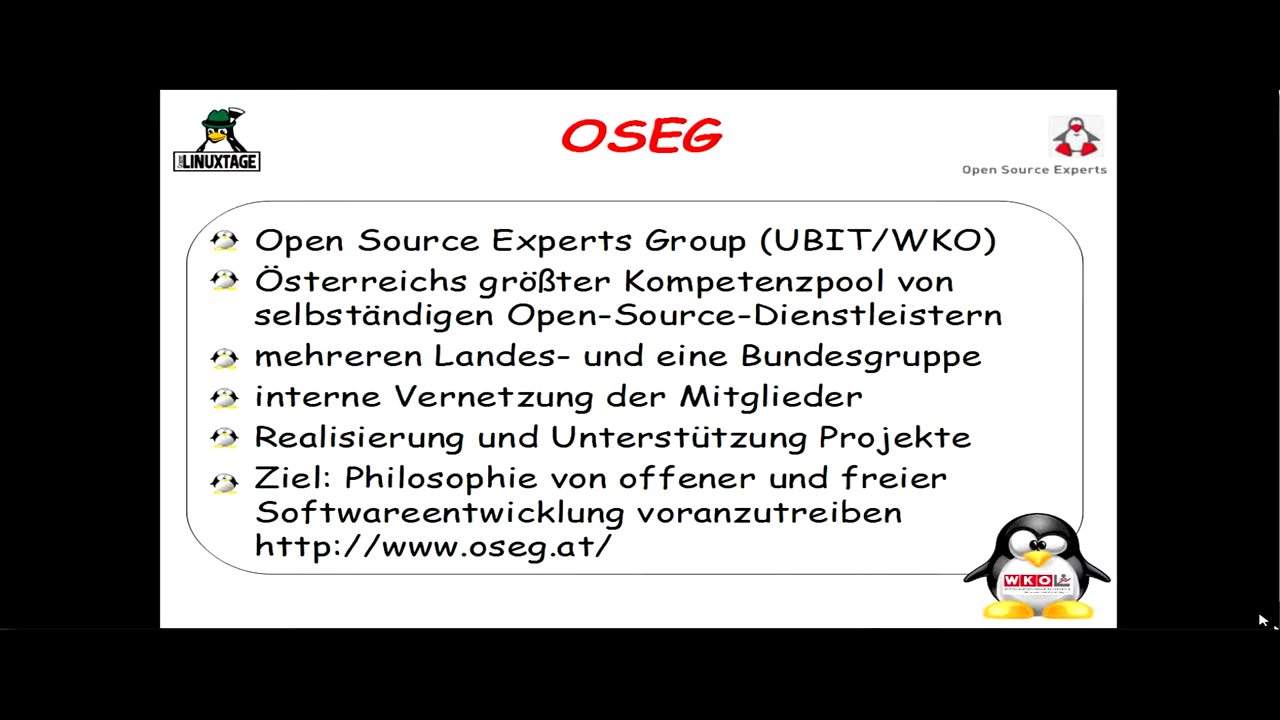 OSEG
LINUXTAGE
Open Source Experts
Open Source Experts Group (UBIT/WKO)
Österreichs größter Kompetenzpool von
selbständigen Open-Source-Dienstleistern
mehreren Landes- und eine Bundesgruppe
interne Vernetzung der Mitglieder
Realisierung und Unterstützung Projekte
Ziel: Philosophie von offener und freier
Softwareentwicklung voranzutreiben
http://www.oseg.at/
WKO